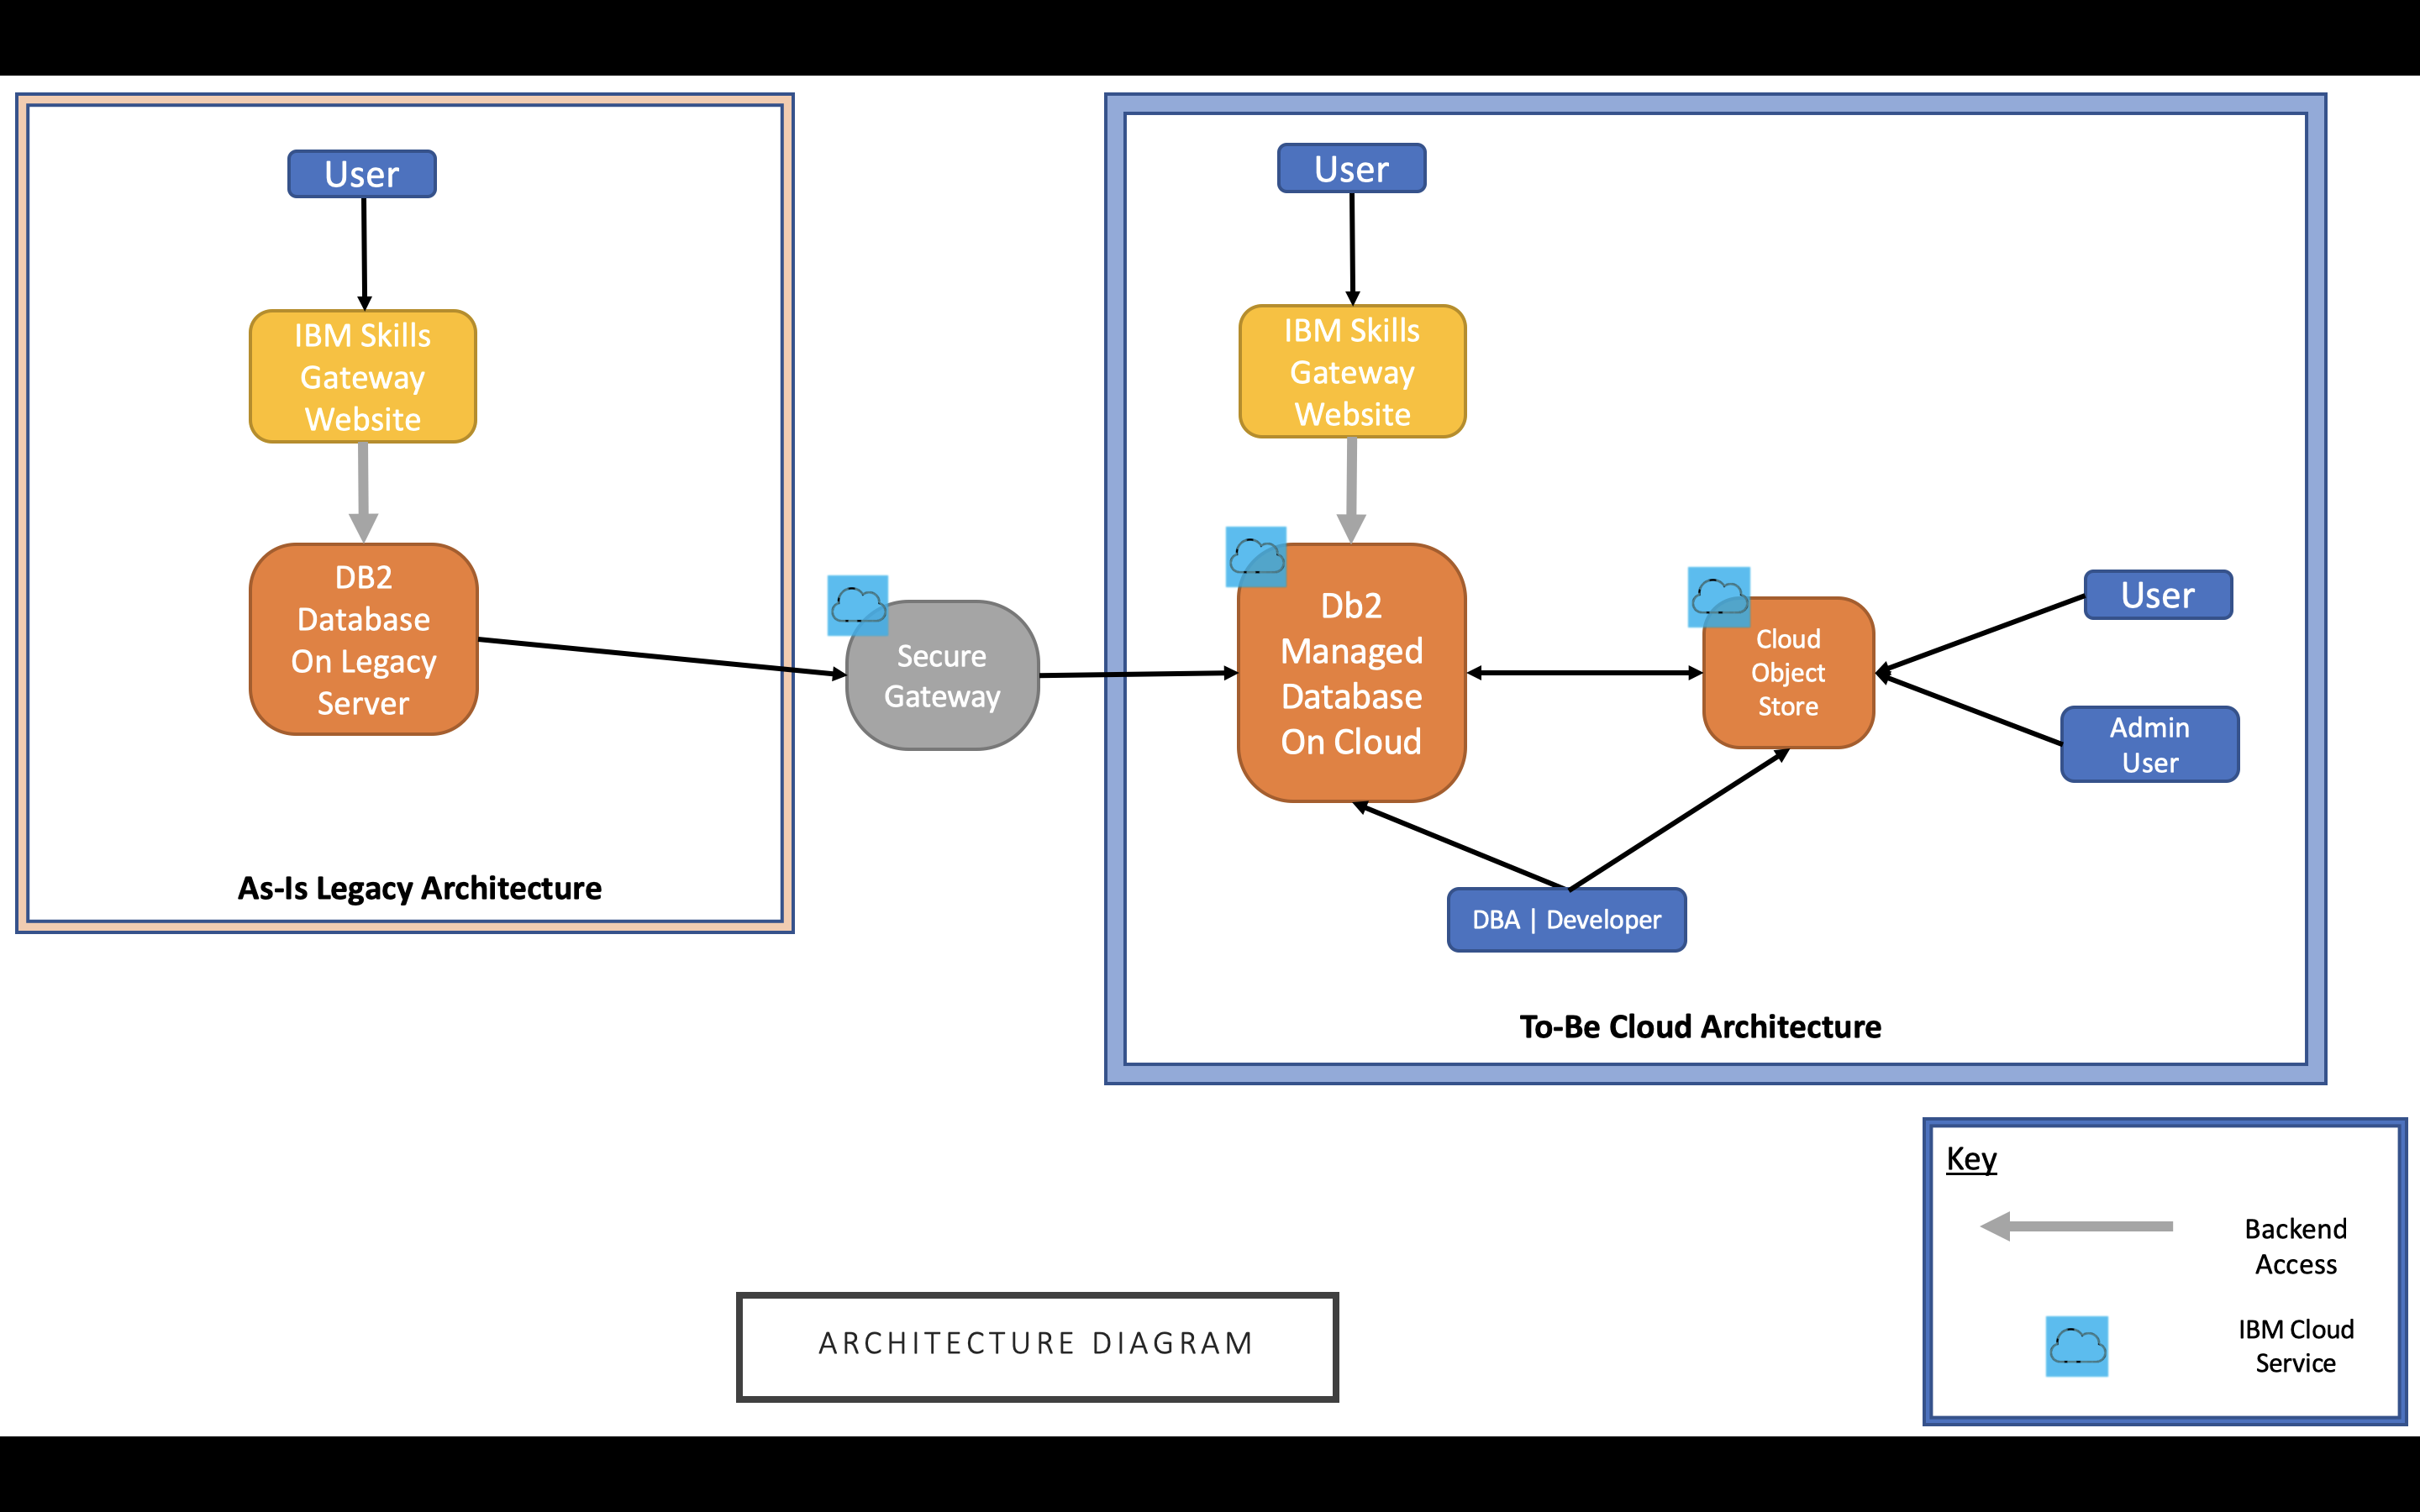 User
IBM Skills
Gateway
Website
DB2
Database
On Legacy
Server
As-Is Legacy Architecture
Secure
Gateway
User
IBM Skills
Gateway
Website
Db2
Managed
Database
On Cloud
Cloud
Object
Store
User
Admin
User
DBA | Developer
To-Be Cloud Architecture
Key
Backend
Access
IBM Cloud
Service
ARCHITECTURE DIAGRAM